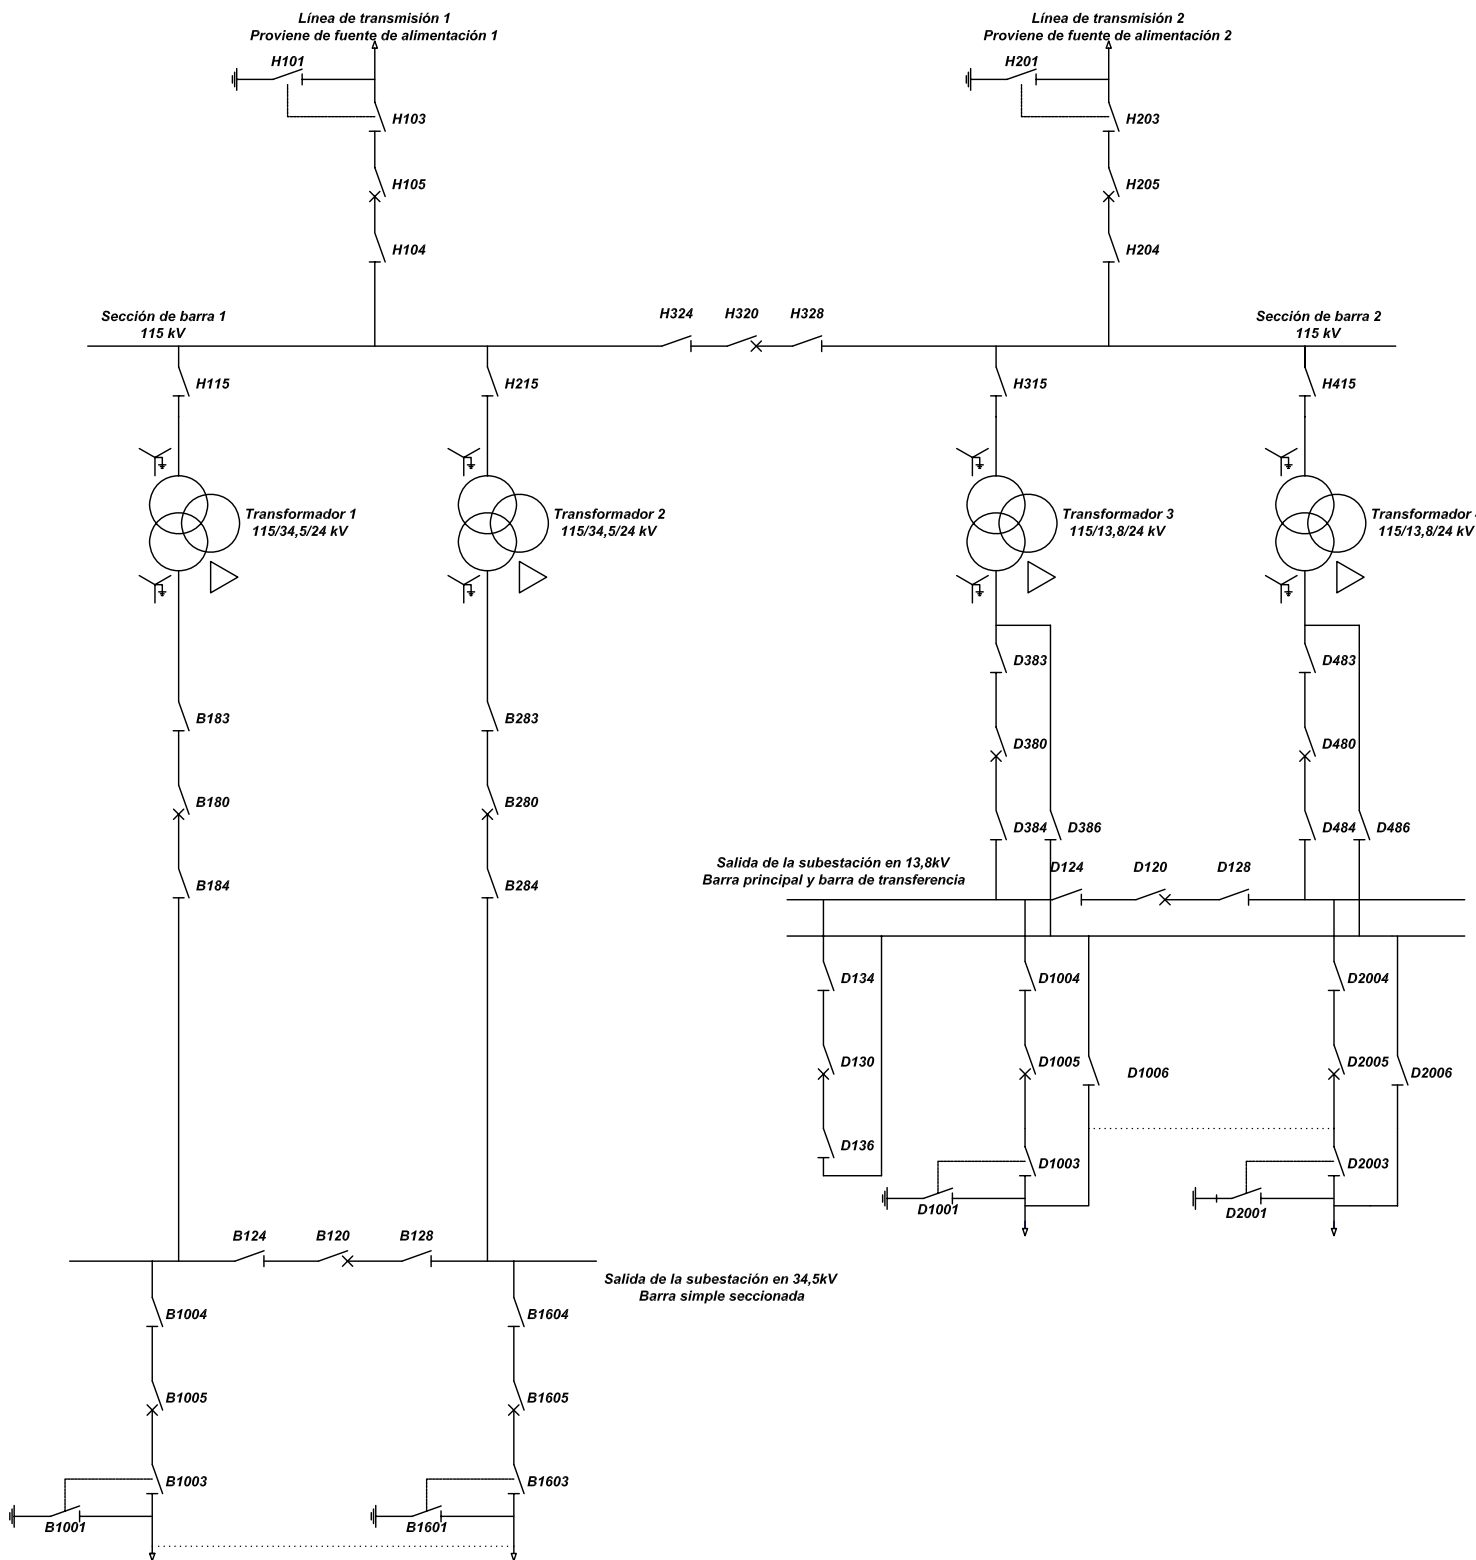 Línea de transmisión 1
Proviene de fuente de alimentación 1
Línea de transmisión 2
Proviene de fuente de alimentación 2
H101
H201
H103
H203
H105
H205
H104
H204
Sección de barra 1
115 kV
H324
H320
H328
Sección de barra 2
115 kV
H115
H215
H315
H415
Transformador 1
115/34,5/24 kV
Transformador 2
115/34,5/24 kV
Transformador 3
115/13,8/24 kV
Transformador
115/13,8/24 kV
D383
D483
B183
B283
D380
D480
B180
B280
D384
D386
D484
D486
Salida de la subestación en 13,8kV
Barra principal y barra de transferencia
D124
D120
D128
B184
B284
D134
D1004
D2004
D130
D1005
D1006
D2005
D2006
D136
D1003
D2003
D1001
D2001
B124
B120
B128
Salida de la subestación en 34,5kV
Barra simple seccionada
B1004
B1604
B1005
B1605
B1003
B1603
B1001
B1601